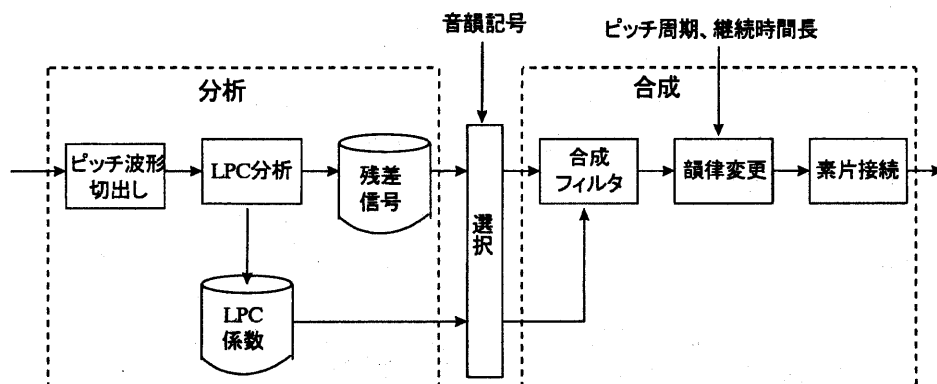 音韻記号
ピッチ周期、継続時間長
分析
合成
ピッチ波形
切出し
LPC分析
残差
信号
選択
合成
フィルタ
韻律変更
素片接続
LPC
係数